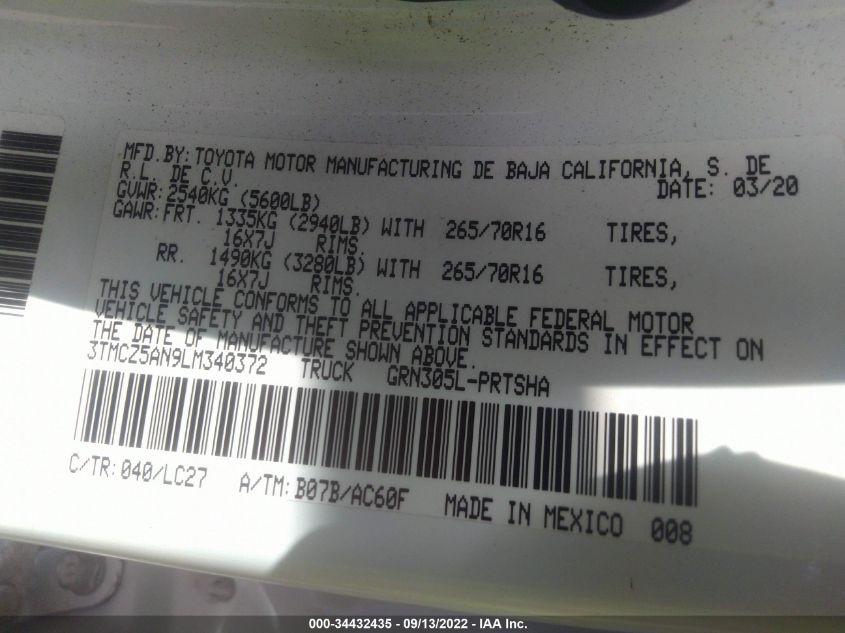 MFD. BY: TOYOTA MOTOR MANUFACTURING DE BAJA CALIFORNIA, S. DE
R.L. DE C.V. DATE: 03/20
GVWR: 2540KG (5600LB)
GAWR: FRT. 1335KG (2940LB) WITH 265/70R16 TIRES,
16X7J RIMS,
RR. 1490KG (3280LB) WITH 265/70R16 TIRES,
16X7J RIMS.
THIS VEHICLE CONFORMS TO ALL APPLICABLE FEDERAL MOTOR
VEHICLE SAFETY AND THEFT PREVENTION STANDARDS IN EFFECT ON
THE DATE OF MANUFACTURE SHOWN ABOVE.
3TMCZ5AN9LM340372 TRUCK GRN305L-PRTSHA
C/TR: 040/LC27 A/TM: B07B/AC60F MADE IN MEXICO 008
000-34432435 - 09/13/2022 - IAA Inc.